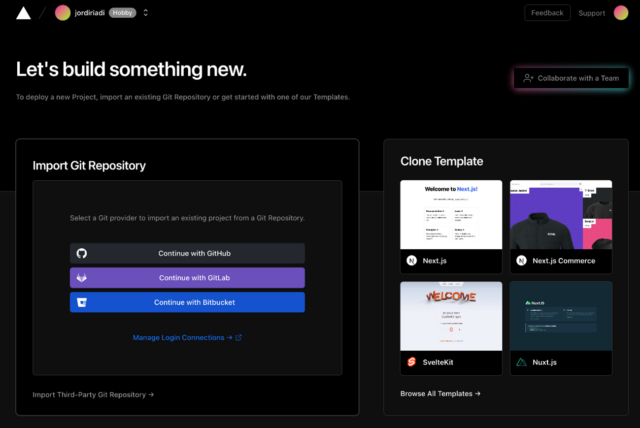 jordiriadi Hobby
Feedback Support
Let's build something new.
To deploy a new Project, import an existing Git Repository or get started with one of our Templates.
Collaborate with a Team
Import Git Repository
Select a Git provider to import an existing project from a Git Repository.
Continue with GitHub
Continue with GitLab
Continue with Bitbucket
Manage Login Connections →
Import Third-Party Git Repository →
Clone Template
Welcome to Next.js!
N Next.js
N Next.js Commerce
WELCOME
SvelteKit
NuxtJS
Nuxt.js
Browse All Templates →